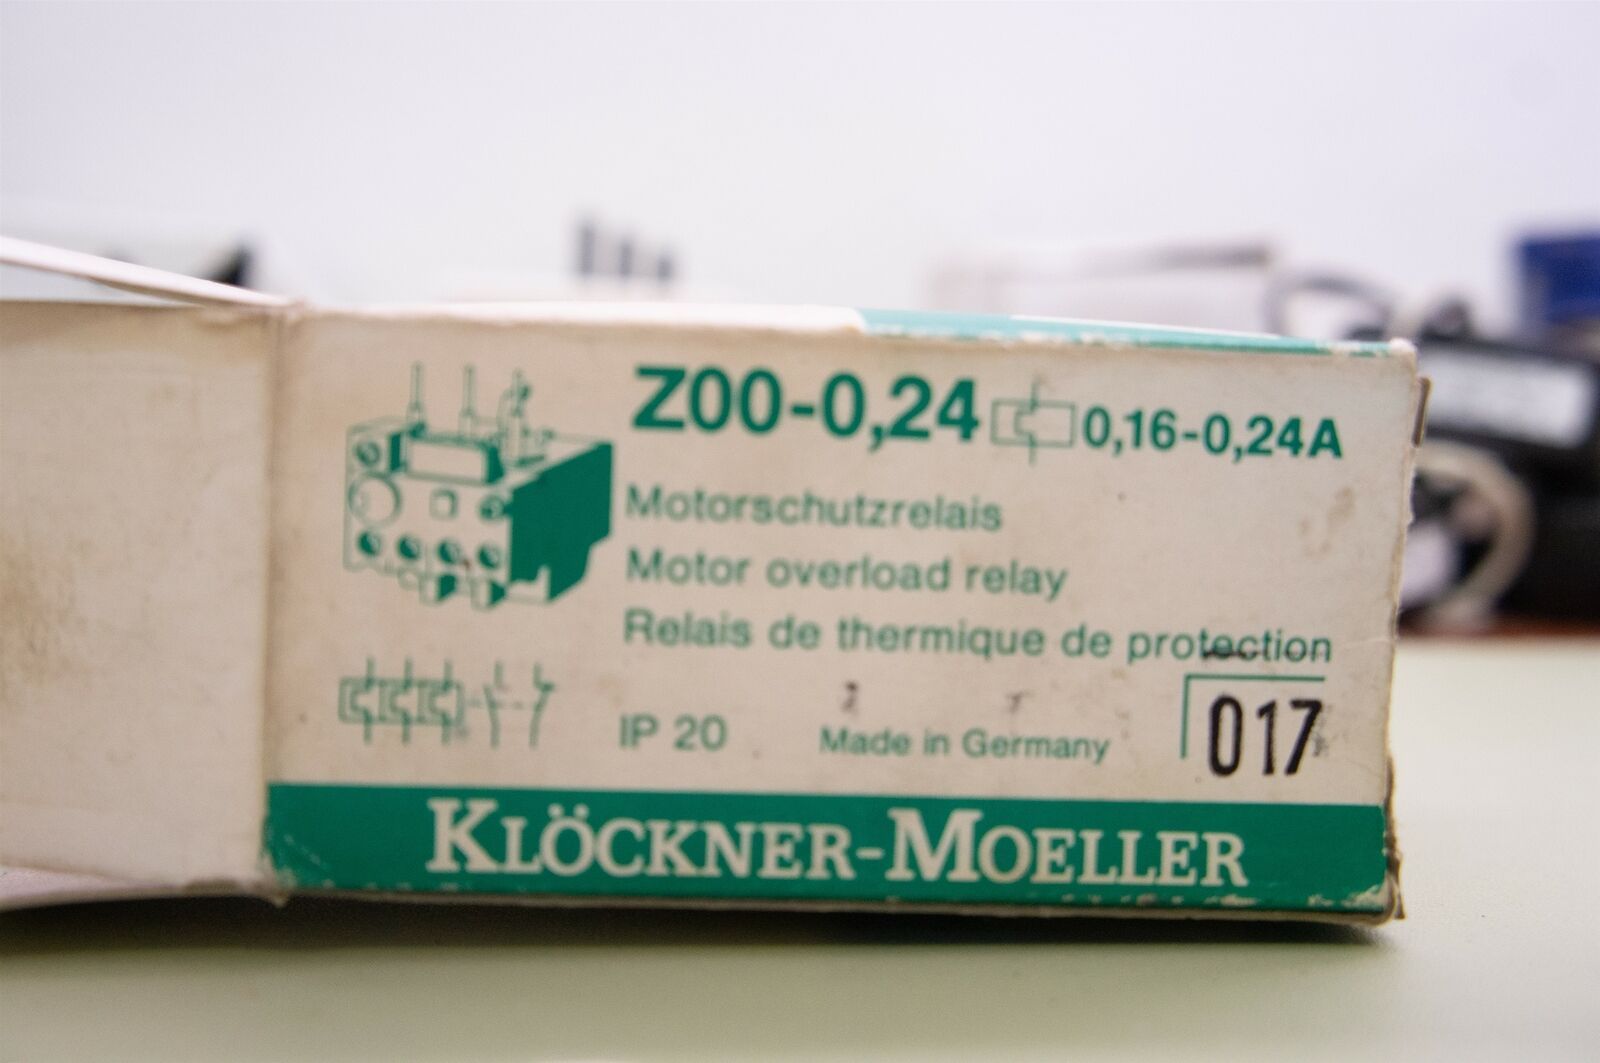 Z00-0,24 0,16-0,24A
Motorschutzrelais
Motor overload relay
Relais de thermique de protection
IP 20 Made in Germany 017
KLÖCKNER-MOELLER